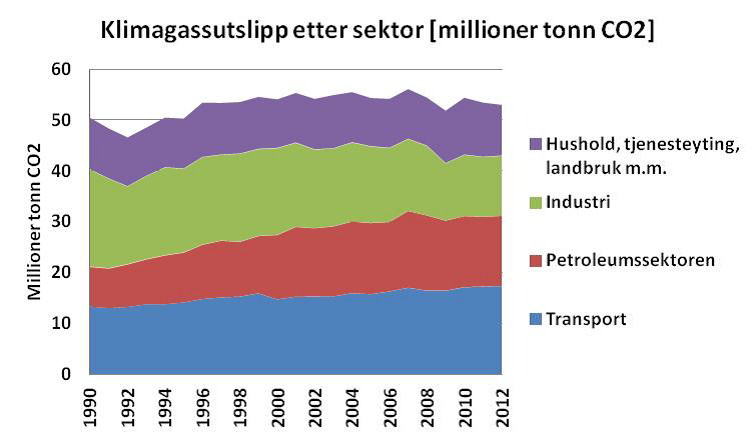 Klimagassutslipp etter sektor [millioner tonn CO2]
Millioner tonn CO2
60
50
40
30
20
10
0
1990
1992
1994
1996
1998
2000
2002
2004
2006
2008
2010
2012
Hushold, tjenesteyting,
landbruk m.m.
Industri
Petroleumssektoren
Transport